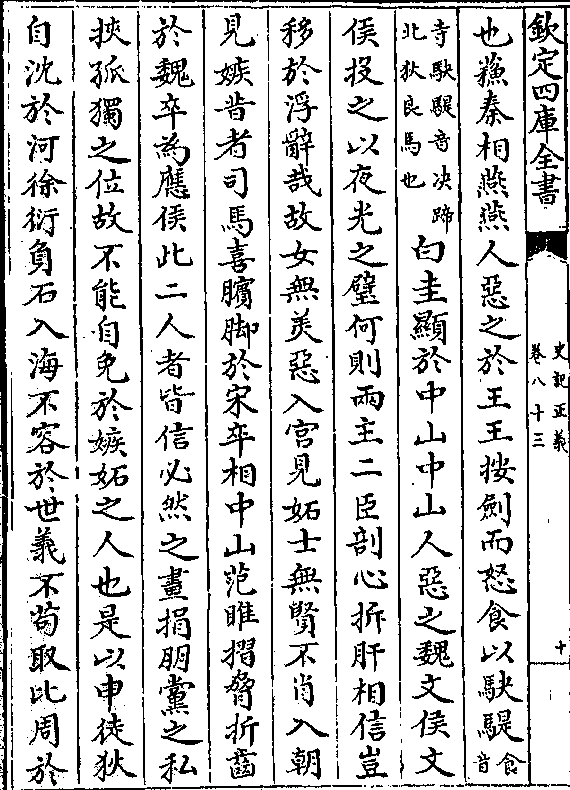 欽定四庫全書
史記正義
卷八十三
十
也蘇秦相燕燕人惡之於王王按劍而怒食以駃騠食音
寺駃騠音决蹄
北狄良馬也
白圭顯於中山中山人惡之魏文侯文
侯投之以夜光之璧何則兩主二臣剖心拆肝相信豈
移於浮辭哉故女無美惡入宫見妬士無賢不肖入朝
見嫉昔者司馬喜臏脚於宋卒相中山范睢摺脅折齒
於魏卒為應侯此二人者皆信必然之畫捐朋黨之私
挾孤獨之位故不能自免於嫉妬之人也是以申徒狄
自沈於河徐衍負石入海不容於世義不苟取比周於